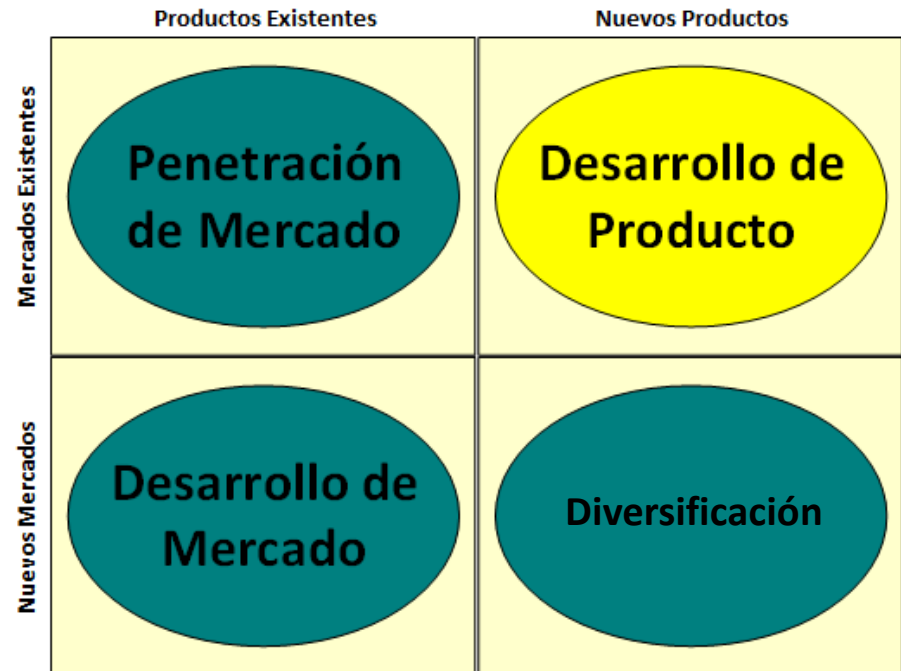 Productos Existentes
Nuevos Productos
Mercados Existentes
Penetración
de Mercado
Desarrollo de
Producto
Nuevos Mercados
Desarrollo de
Mercado
Diversificación